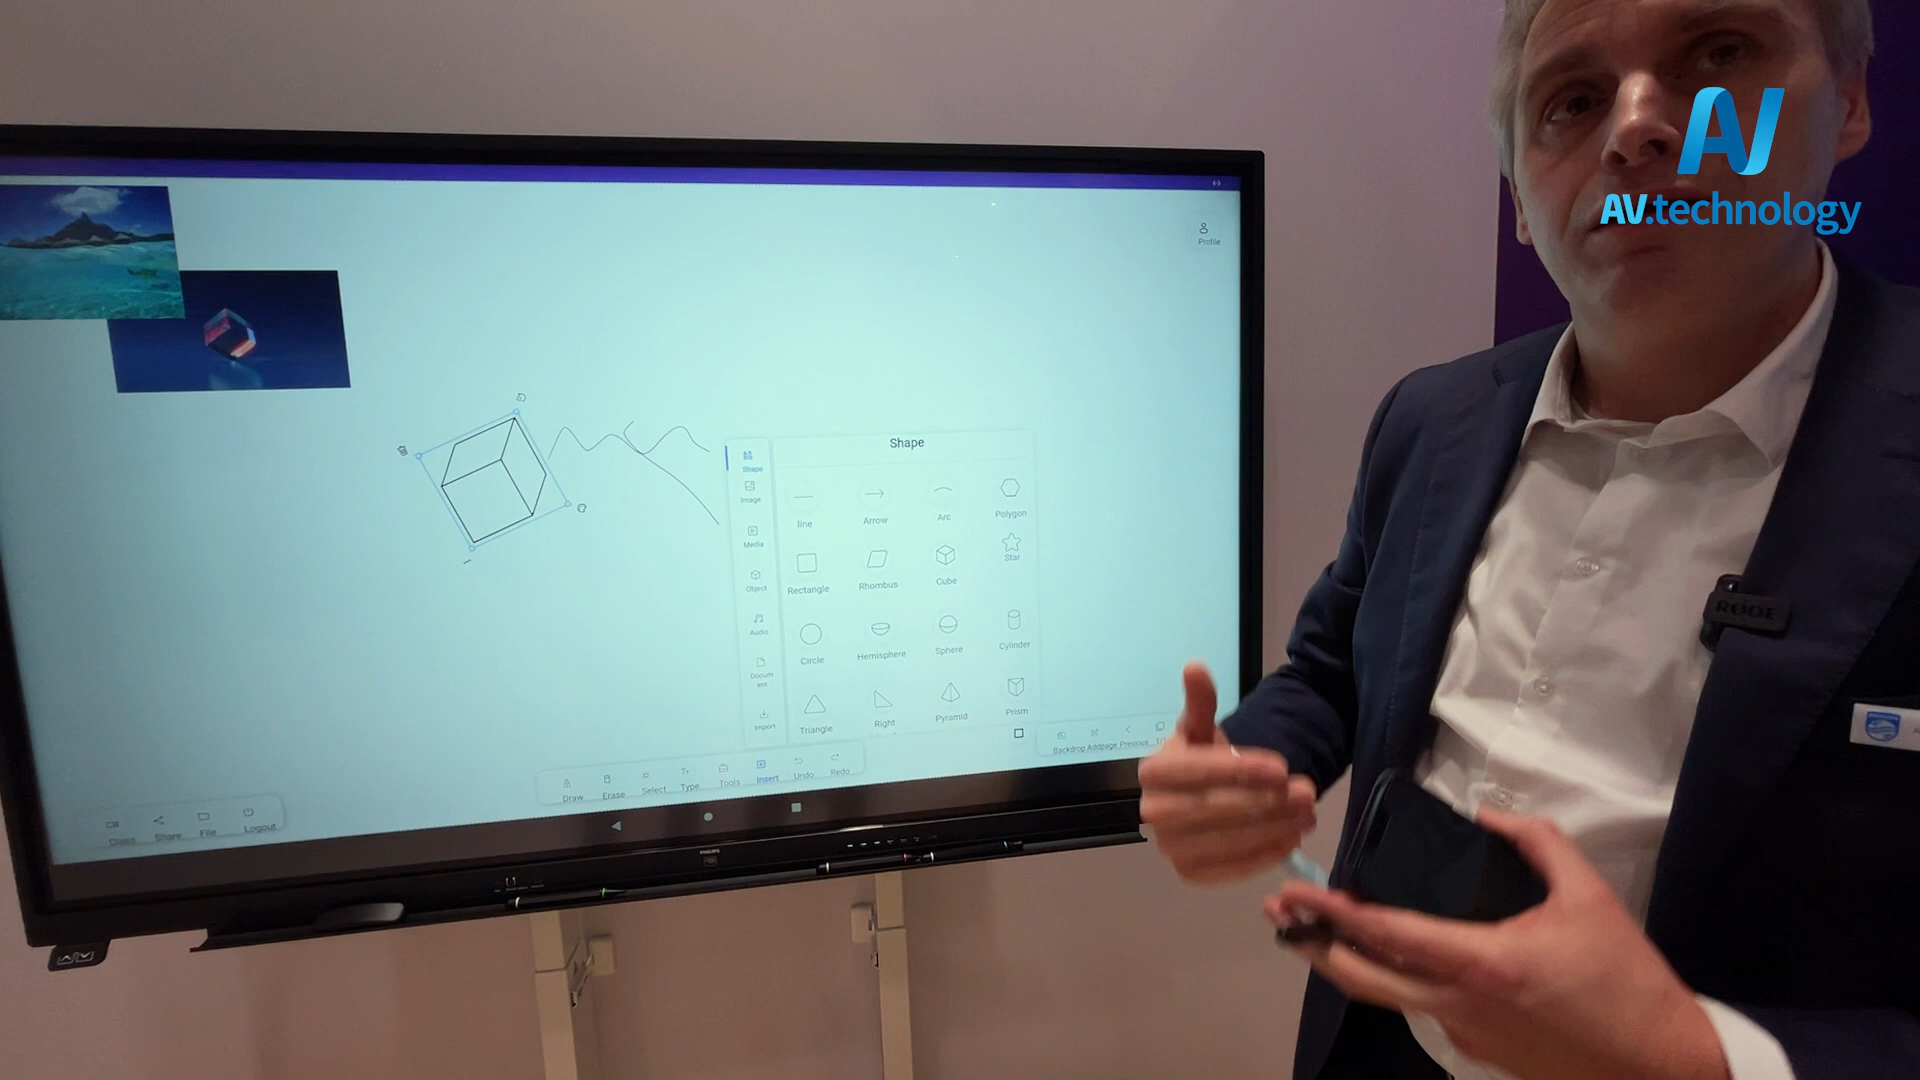 AV.technology
Profile
Shape
Shape
Image
Media
Object
Audio
Docum
ent
Import
line
Arrow
Arc
Polygon
Rectangle
Rhombus
Cube
Star
Circle
Hemisphere
Sphere
Cylinder
Triangle
Right
Pyramid
Prism
Backdrop Addpage Previous
Draw Erase Select Type Tools Insert Undo Redo
Class Share File Logout
PHILIPS
RODE